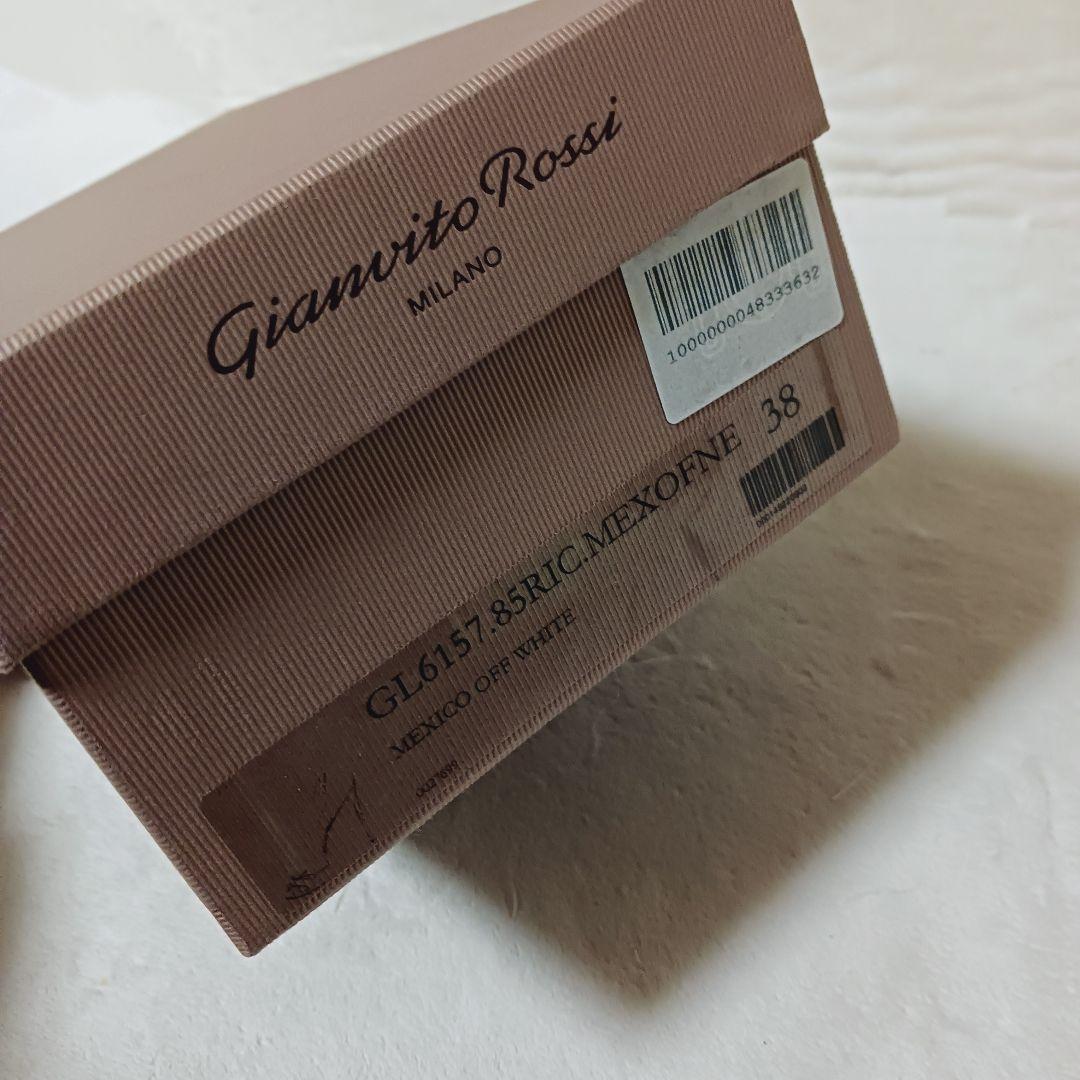 Gianvito Rossi
MILANO
1000000048333632
GL6157.85RIC.MEXOFNE 38
MEXICO OFF WHITE